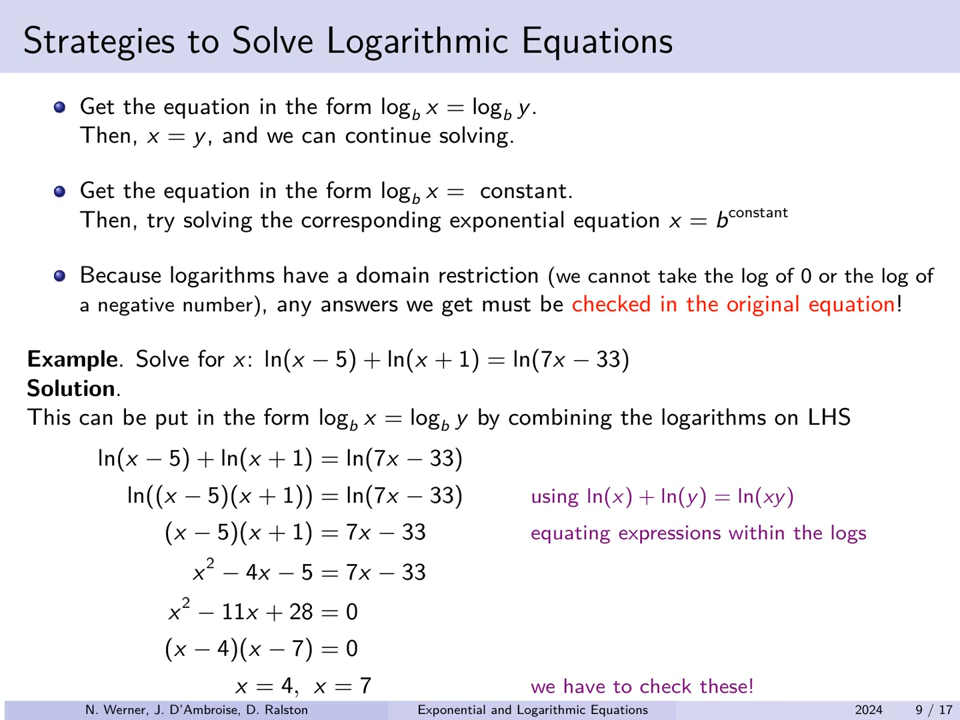 Strategies to Solve Logarithmic Equations
Get the equation in the form log_b x = log_b y.
Then, x = y, and we can continue solving.
Get the equation in the form log_b x = constant.
Then, try solving the corresponding exponential equation x = b^constant
Because logarithms have a domain restriction (we cannot take the log of 0 or the log of
a negative number), any answers we get must be checked in the original equation!
Example. Solve for x: ln(x − 5) + ln(x + 1) = ln(7x − 33)
Solution.
This can be put in the form log_b x = log_b y by combining the logarithms on LHS
ln(x − 5) + ln(x + 1) = ln(7x − 33)
ln((x − 5)(x + 1)) = ln(7x − 33) using ln(x) + ln(y) = ln(xy)
(x − 5)(x + 1) = 7x − 33 equating expressions within the logs
x² − 4x − 5 = 7x − 33
x² − 11x + 28 = 0
(x − 4)(x − 7) = 0
x = 4, x = 7 we have to check these!
N. Werner, J. D'Ambroise, D. Ralston Exponential and Logarithmic Equations 2024 9 / 17